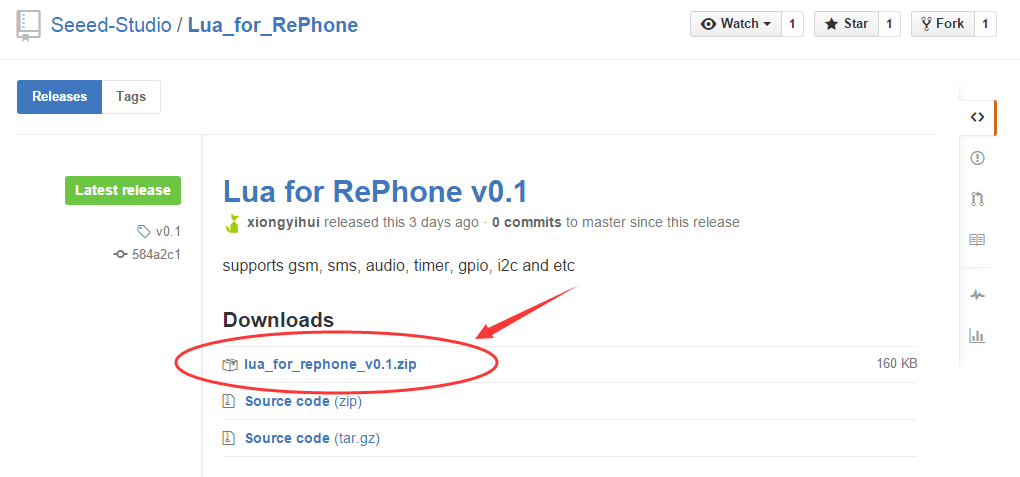 Seeed-Studio / Lua_for_RePhone
Watch 1 Star 1 Fork 1
Releases Tags
Latest release
v0.1
584a2c1
Lua for RePhone v0.1
xiongyihui released this 3 days ago · 0 commits to master since this release
supports gsm, sms, audio, timer, gpio, i2c and etc
Downloads
lua_for_rephone_v0.1.zip 160 KB
Source code (zip)
Source code (tar.gz)